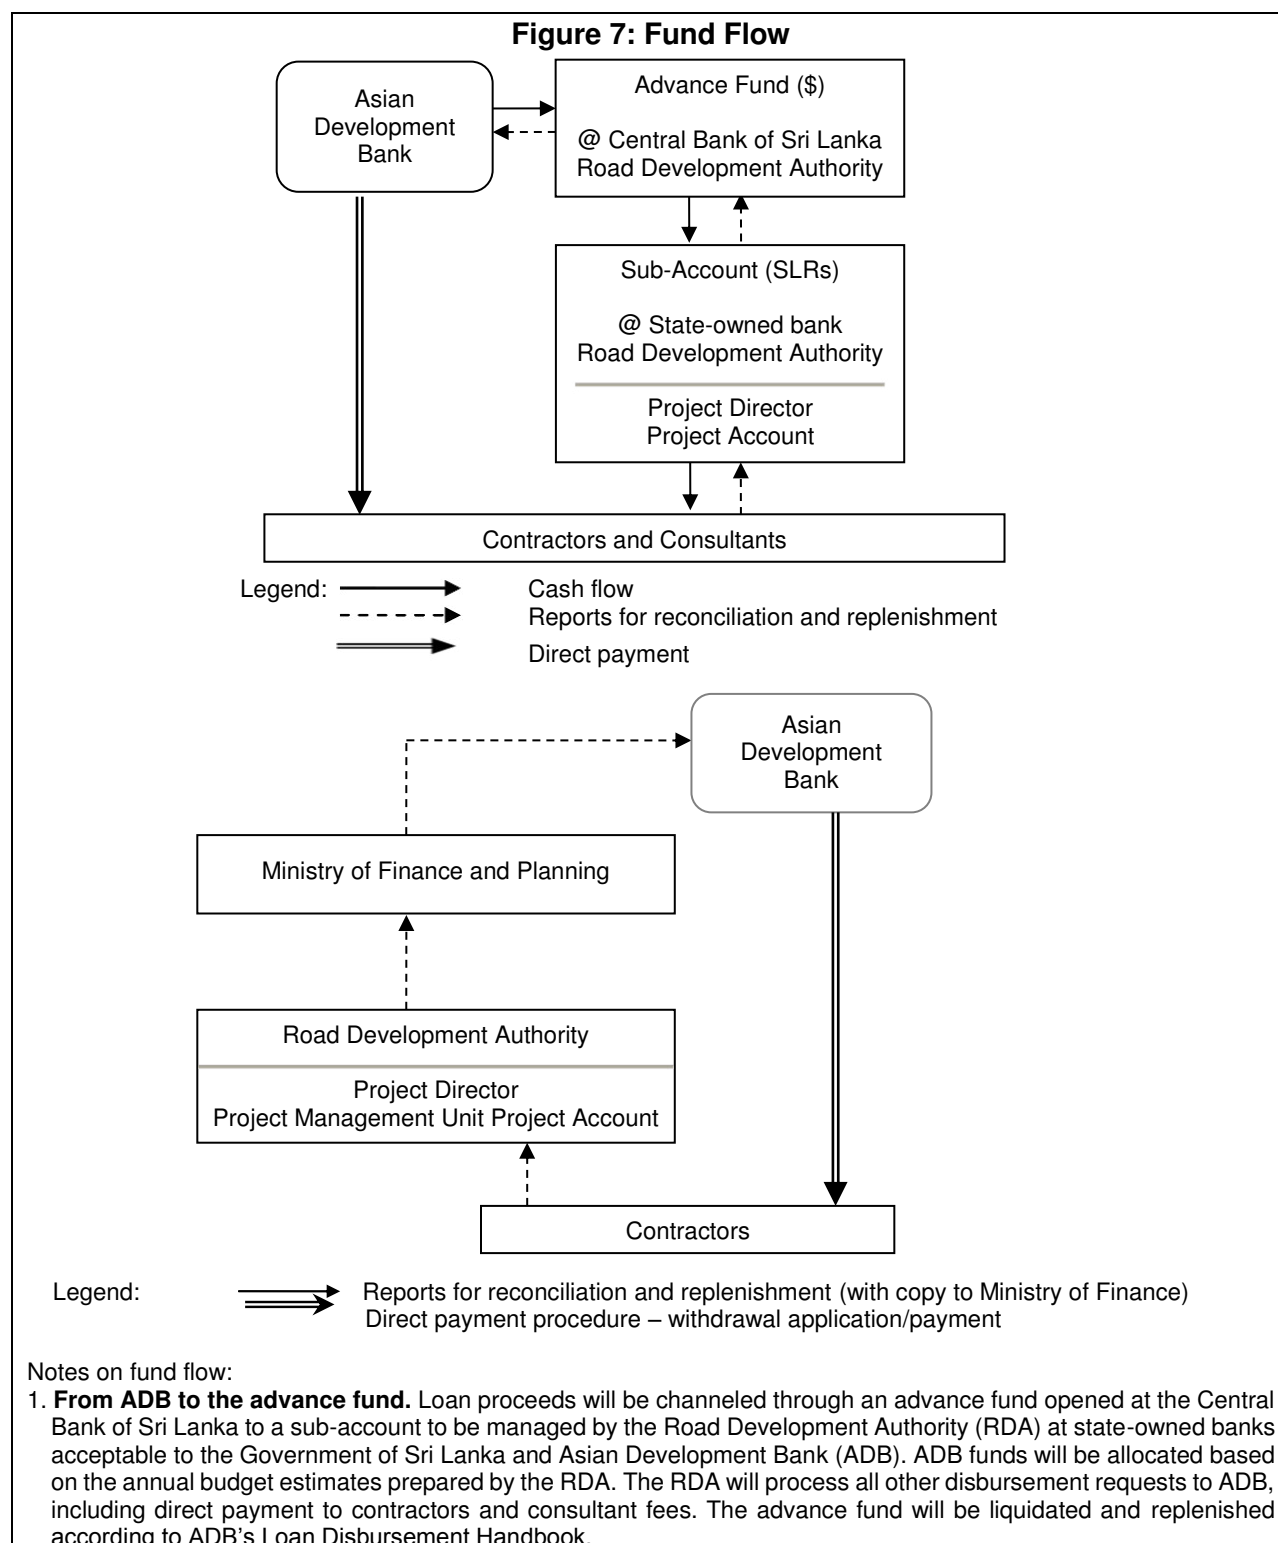 Figure 7: Fund Flow
Asian
Development
Bank
Advance Fund ($)
@ Central Bank of Sri Lanka
Road Development Authority
Sub-Account (SLRs)
@ State-owned bank
Road Development Authority
Project Director
Project Account
Contractors and Consultants
Legend:
Cash flow
Reports for reconciliation and replenishment
Direct payment
Asian
Development
Bank
Ministry of Finance and Planning
Road Development Authority
Project Director
Project Management Unit Project Account
Contractors
Legend:
Reports for reconciliation and replenishment (with copy to Ministry of Finance)
Direct payment procedure – withdrawal application/payment
Notes on fund flow:
1. From ADB to the advance fund. Loan proceeds will be channeled through an advance fund opened at the Central
Bank of Sri Lanka to a sub-account to be managed by the Road Development Authority (RDA) at state-owned banks
acceptable to the Government of Sri Lanka and Asian Development Bank (ADB). ADB funds will be allocated based
on the annual budget estimates prepared by the RDA. The RDA will process all other disbursement requests to ADB,
including direct payment to contractors and consultant fees. The advance fund will be liquidated and replenished
according to ADB's Loan Disbursement Handbook.